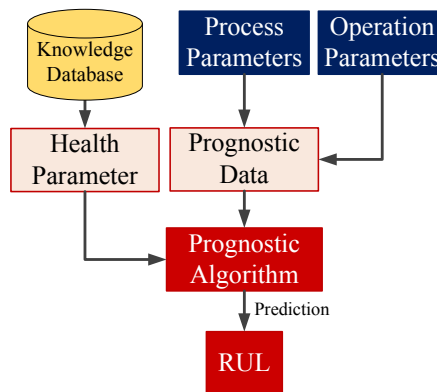 Knowledge
Database
Process
Parameters
Operation
Parameters
Health
Parameter
Prognostic
Data
Prognostic
Algorithm
Prediction
RUL